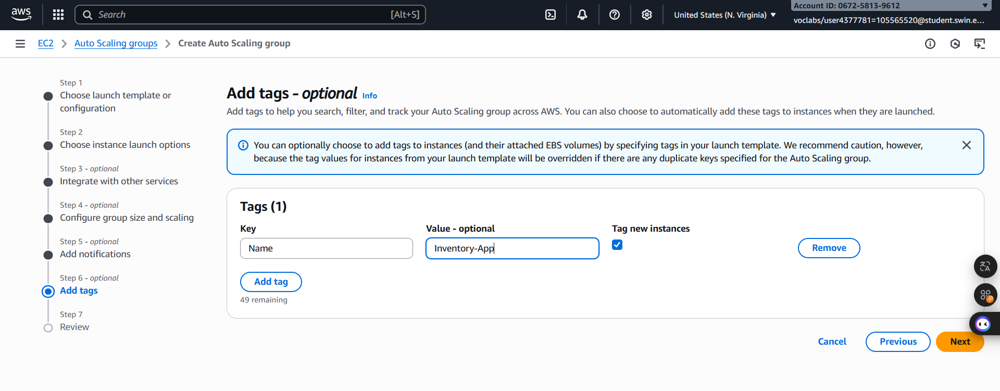 aws
Search [Alt+S]
United States (N. Virginia)
Account ID: 0672-5813-9612
voclabs/user4377781=105565520@student.swin.e...
EC2 Auto Scaling groups Create Auto Scaling group
Step 1
Choose launch template or
configuration
Step 2
Choose instance launch options
Step 3 - optional
Integrate with other services
Step 4 - optional
Configure group size and scaling
Step 5 - optional
Add notifications
Step 6 - optional
Add tags
Step 7
Review
Add tags - optional Info
Add tags to help you search, filter, and track your Auto Scaling group across AWS. You can also choose to automatically add these tags to instances when they are launched.
You can optionally choose to add tags to instances (and their attached EBS volumes) by specifying tags in your launch template. We recommend caution, however,
because the tag values for instances from your launch template will be overridden if there are any duplicate keys specified for the Auto Scaling group.
Tags (1)
Key Value - optional Tag new instances
Name Inventory-App Remove
Add tag
49 remaining
Cancel Previous Next